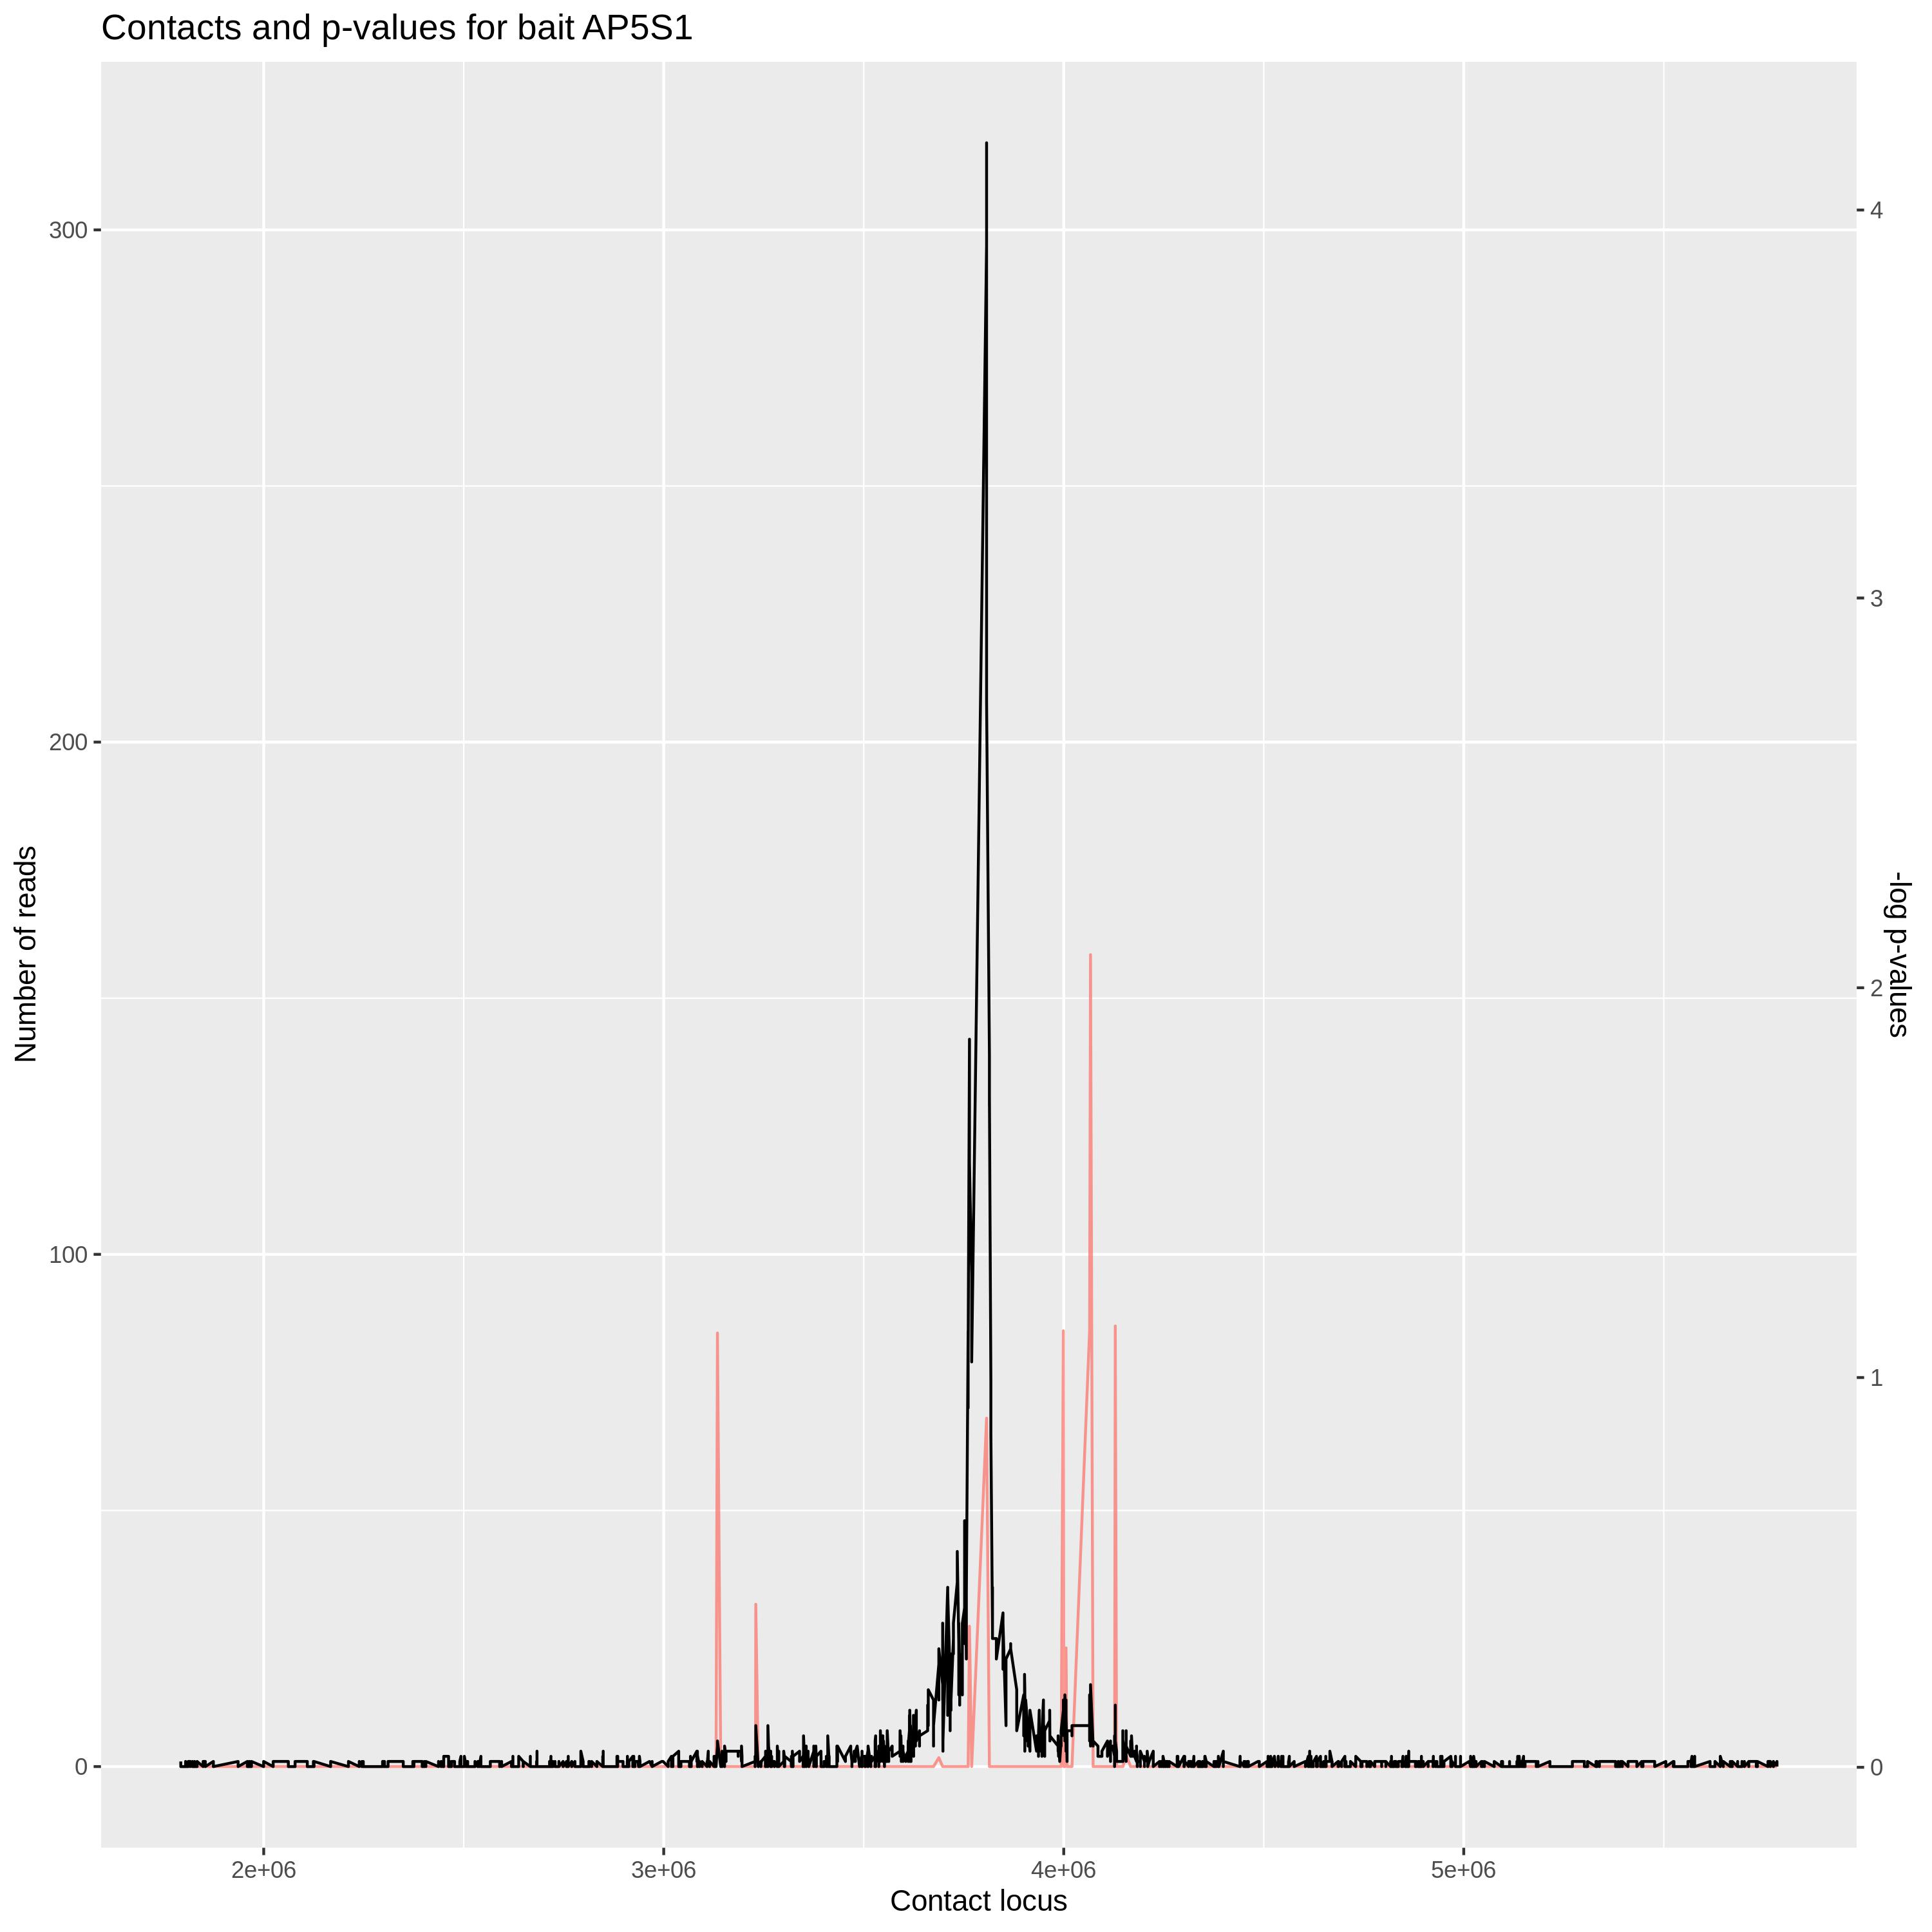 Contacts and p-values for bait AP5S1
300
200
100
0
Number of reads
4
3
2
1
0
-log p-values
2e+06 3e+06 4e+06 5e+06
Contact locus